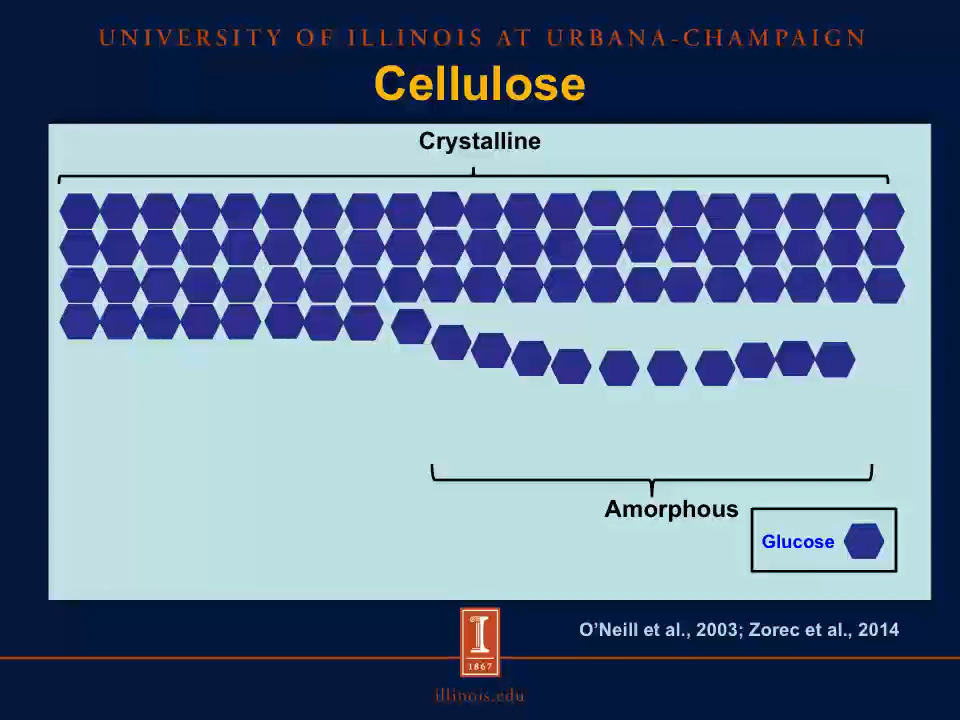 UNIVERSITY OF ILLINOIS AT URBANA-CHAMPAIGN
Cellulose
Crystalline
Amorphous
Glucose
O’Neill et al., 2003; Zorec et al., 2014
I
1867
illinois.edu